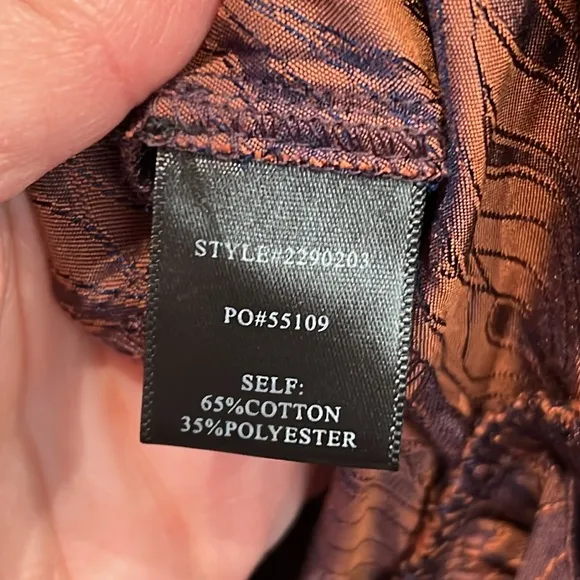 STYLE#2290203
PO#55109
SELF:
65%COTTON
35%POLYESTER